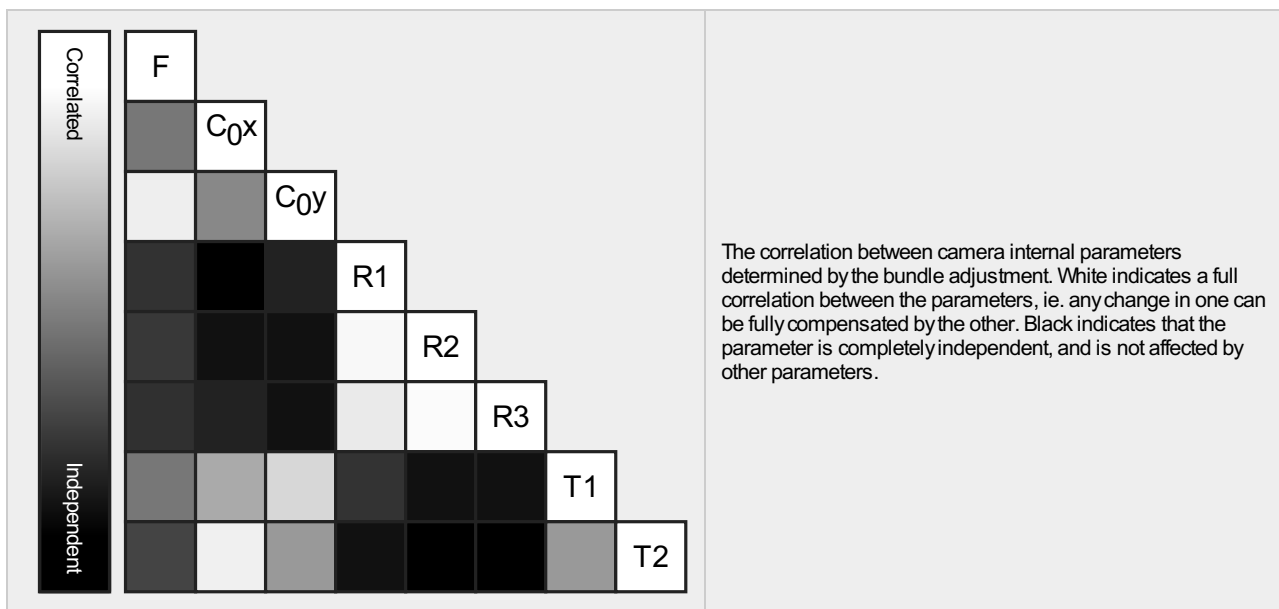 Correlated
Independent
F
C0x
C0y
R1
R2
R3
T1
T2
The correlation between camera internal parameters
determined by the bundle adjustment. White indicates a full
correlation between the parameters, ie. any change in one can
be fully compensated by the other. Black indicates that the
parameter is completely independent, and is not affected by
other parameters.